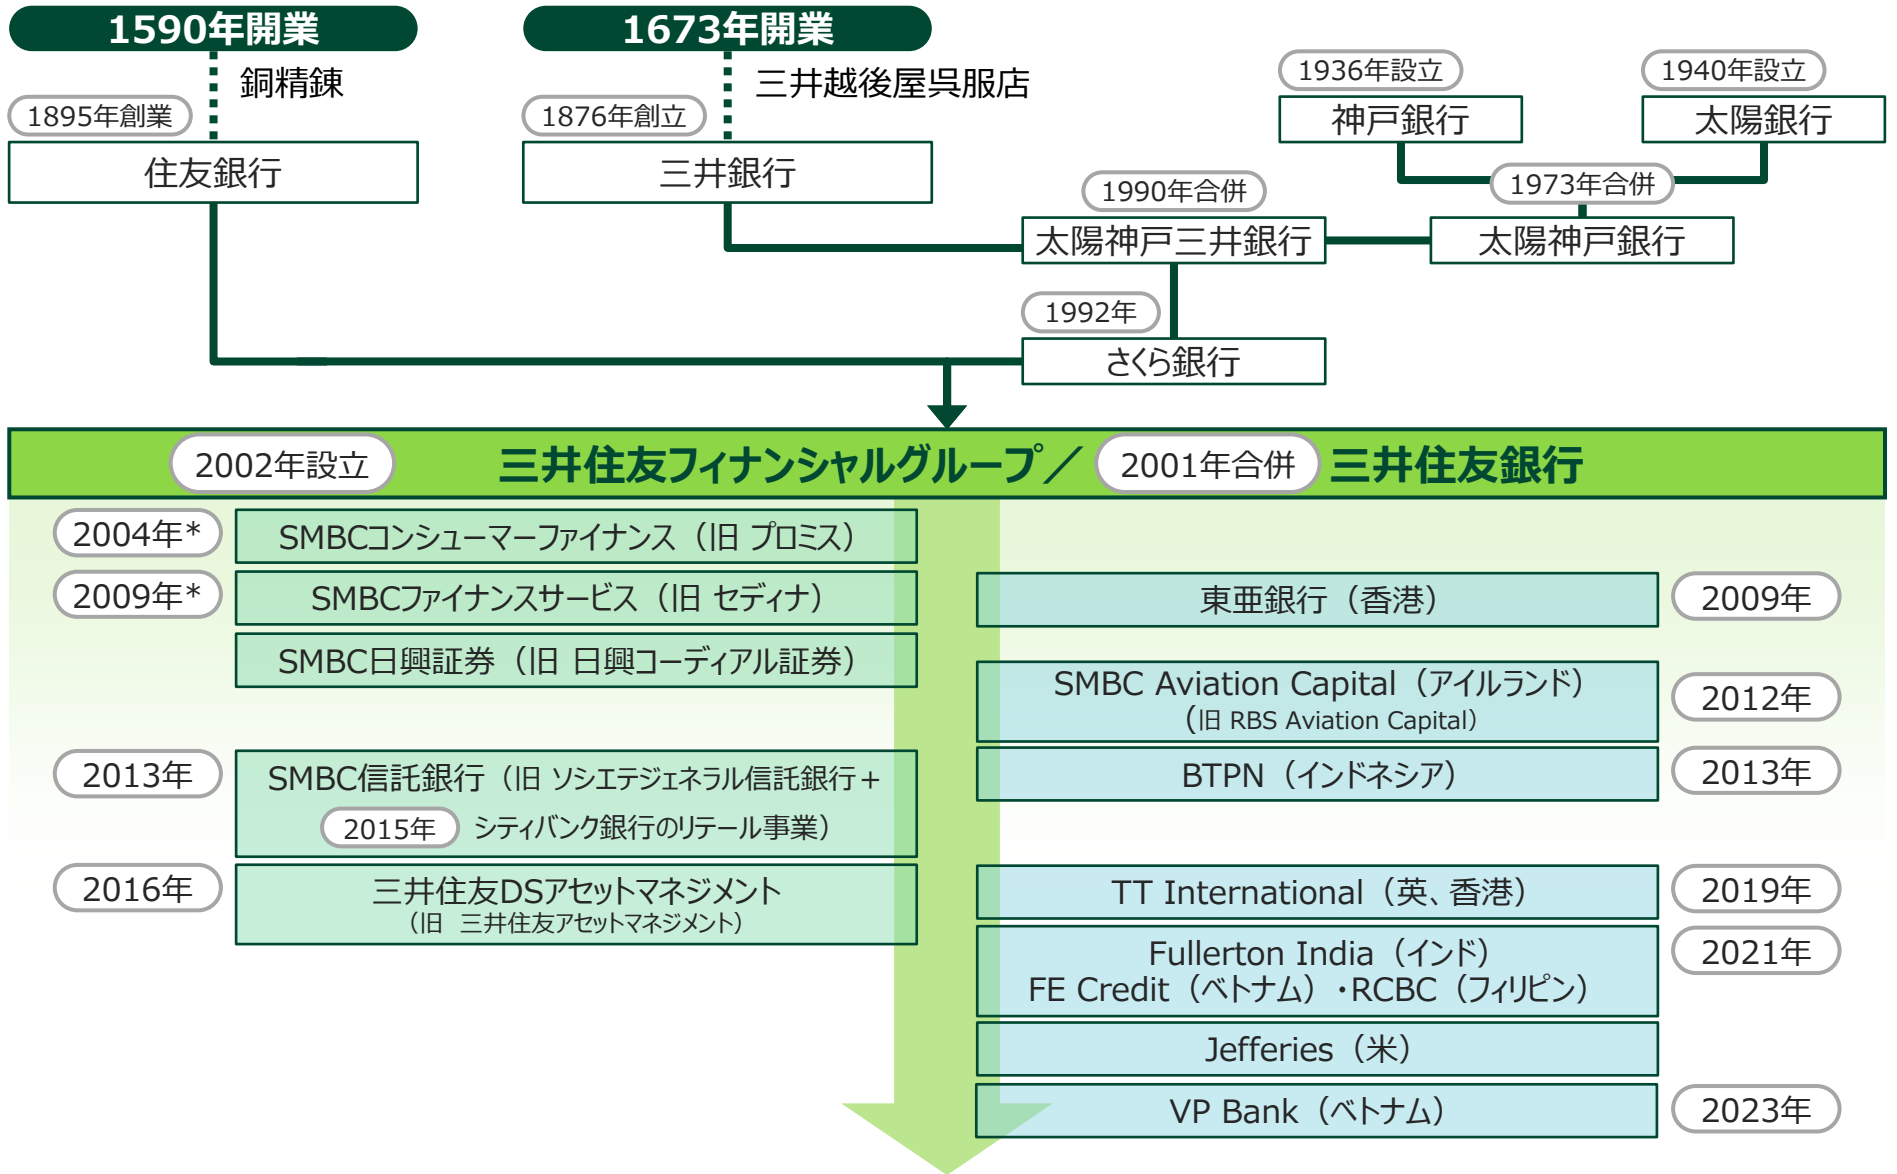 1590年開業
銅精錬
1895年創業
住友銀行
1673年開業
三井越後屋呉服店
1876年創立
三井銀行
1936年設立
神戸銀行
1940年設立
太陽銀行
1973年合併
太陽神戸銀行
1990年合併
太陽神戸三井銀行
1992年
さくら銀行
2002年設立 三井住友フィナンシャルグループ／ 2001年合併 三井住友銀行
2004年* SMBCコンシューマーファイナンス（旧 プロミス）
2009年* SMBCファイナンスサービス（旧 セディナ）
SMBC日興証券（旧 日興コーディアル証券）
2013年 SMBC信託銀行（旧 ソシエテジェネラル信託銀行＋
2015年 シティバンク銀行のリテール事業）
2016年 三井住友DSアセットマネジメント
（旧 三井住友アセットマネジメント）
東亜銀行（香港） 2009年
SMBC Aviation Capital（アイルランド）
（旧 RBS Aviation Capital）
2012年
BTPN（インドネシア） 2013年
TT International（英、香港） 2019年
Fullerton India（インド） 2021年
FE Credit（ベトナム）・RCBC（フィリピン）
Jefferies（米）
VP Bank（ベトナム） 2023年